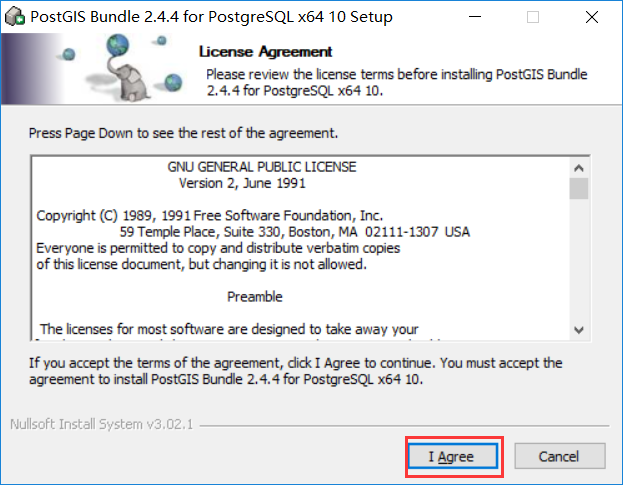 PostGIS Bundle 2.4.4 for PostgreSQL x64 10 Setup
License Agreement
Please review the license terms before installing PostGIS Bundle
2.4.4 for PostgreSQL x64 10.
Press Page Down to see the rest of the agreement.
GNU GENERAL PUBLIC LICENSE
Version 2, June 1991
Copyright (C) 1989, 1991 Free Software Foundation, Inc.
59 Temple Place, Suite 330, Boston, MA 02111-1307 USA
Everyone is permitted to copy and distribute verbatim copies
of this license document, but changing it is not allowed.
Preamble
The licenses for most software are designed to take away your
If you accept the terms of the agreement, click I Agree to continue. You must accept the
agreement to install PostGIS Bundle 2.4.4 for PostgreSQL x64 10.
Nullsoft Install System v3.02.1
I Agree
Cancel